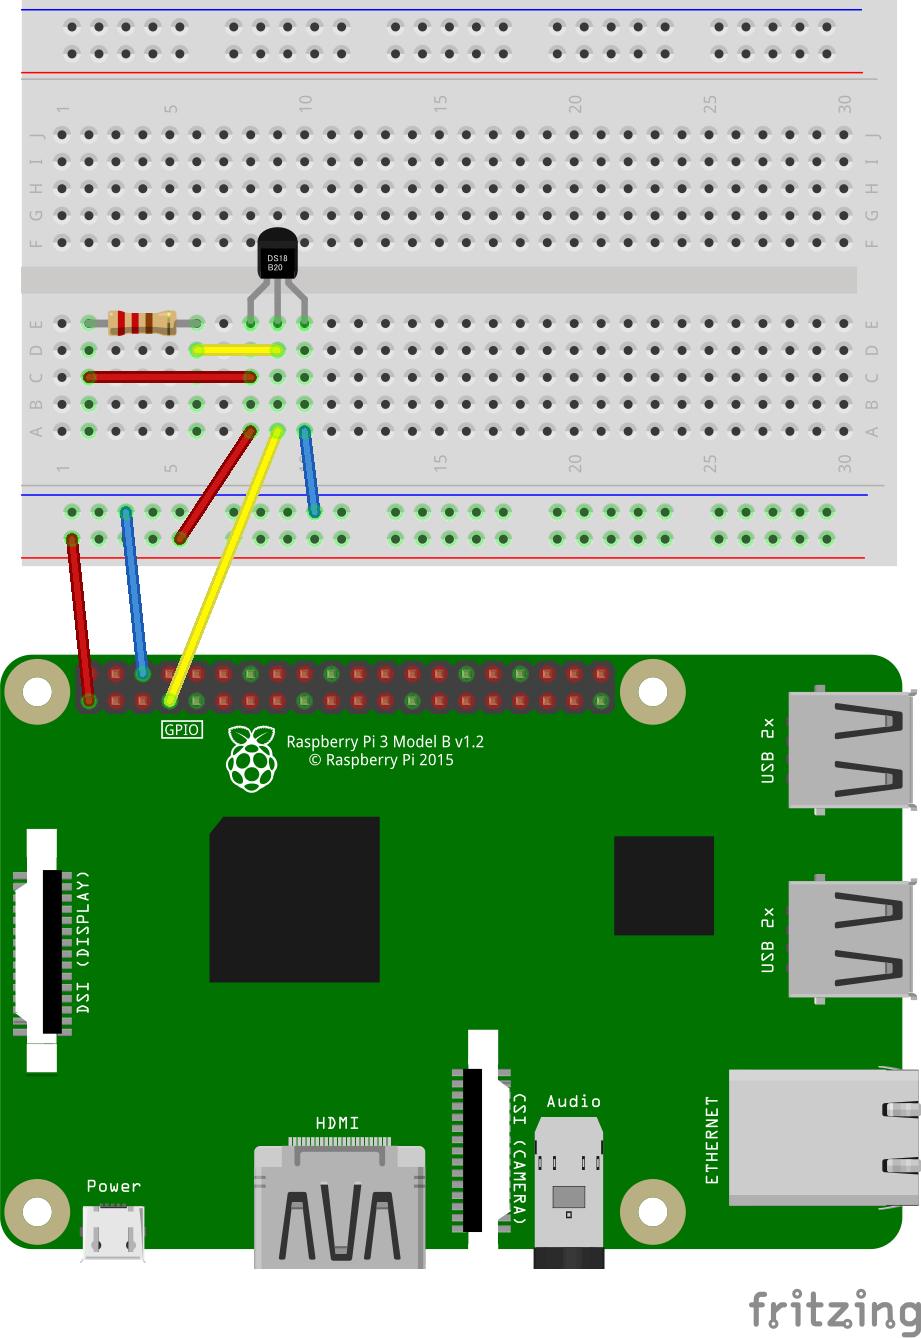 1 5 10 15 20 25 30
J J
I I
H H
G G
F F
DS18
B20
E E
D D
C C
B B
A A
1 5 15 20 25 30
GPIO
Raspberry Pi 3 Model B v1.2
© Raspberry Pi 2015
USB 2x
DSI (DISPLAY)
USB 2x
CSI (CAMERA)
Audio
ETHERNET
HDMI
Power
fritzing